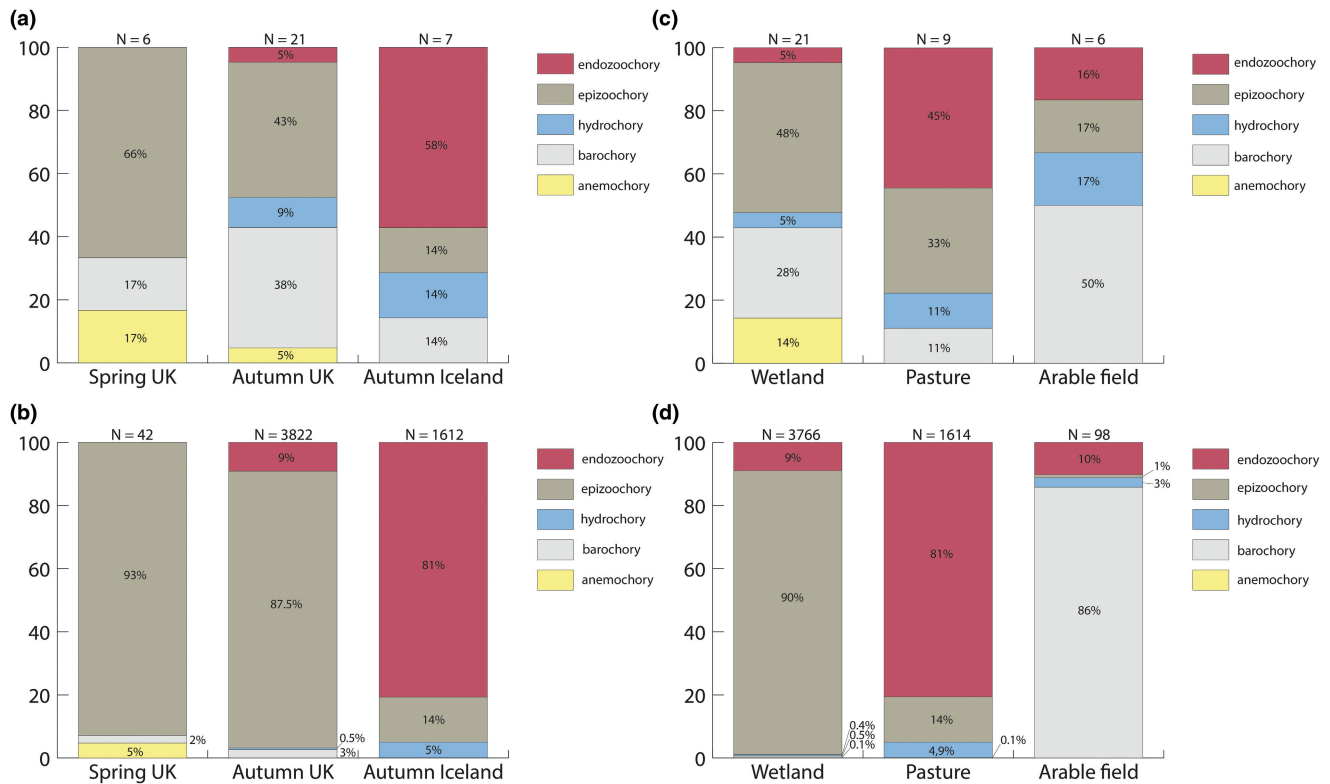 (a)
N = 6 N = 21 N = 7
100
80
60
40
20
0
66%
17%
17%
5%
43%
9%
38%
5%
58%
14%
14%
14%
Spring UK Autumn UK Autumn Iceland
endozoochory
epizoochory
hydrochory
barochory
anemochory
(c)
N = 21 N = 9 N = 6
100
80
60
40
20
0
5%
48%
5%
28%
14%
45%
33%
11%
11%
16%
17%
17%
50%
Wetland Pasture Arable field
endozoochory
epizoochory
hydrochory
barochory
anemochory
(b)
N = 42 N = 3822 N = 1612
100
80
60
40
20
0
93%
2%
5%
9%
87.5%
0.5%
3%
81%
14%
5%
Spring UK Autumn UK Autumn Iceland
endozoochory
epizoochory
hydrochory
barochory
anemochory
(d)
N = 3766 N = 1614 N = 98
100
80
60
40
20
0
9%
90%
0.4%
0.5%
0.1%
81%
14%
4,9%
0.1%
10%
1%
3%
86%
Wetland Pasture Arable field
endozoochory
epizoochory
hydrochory
barochory
anemochory